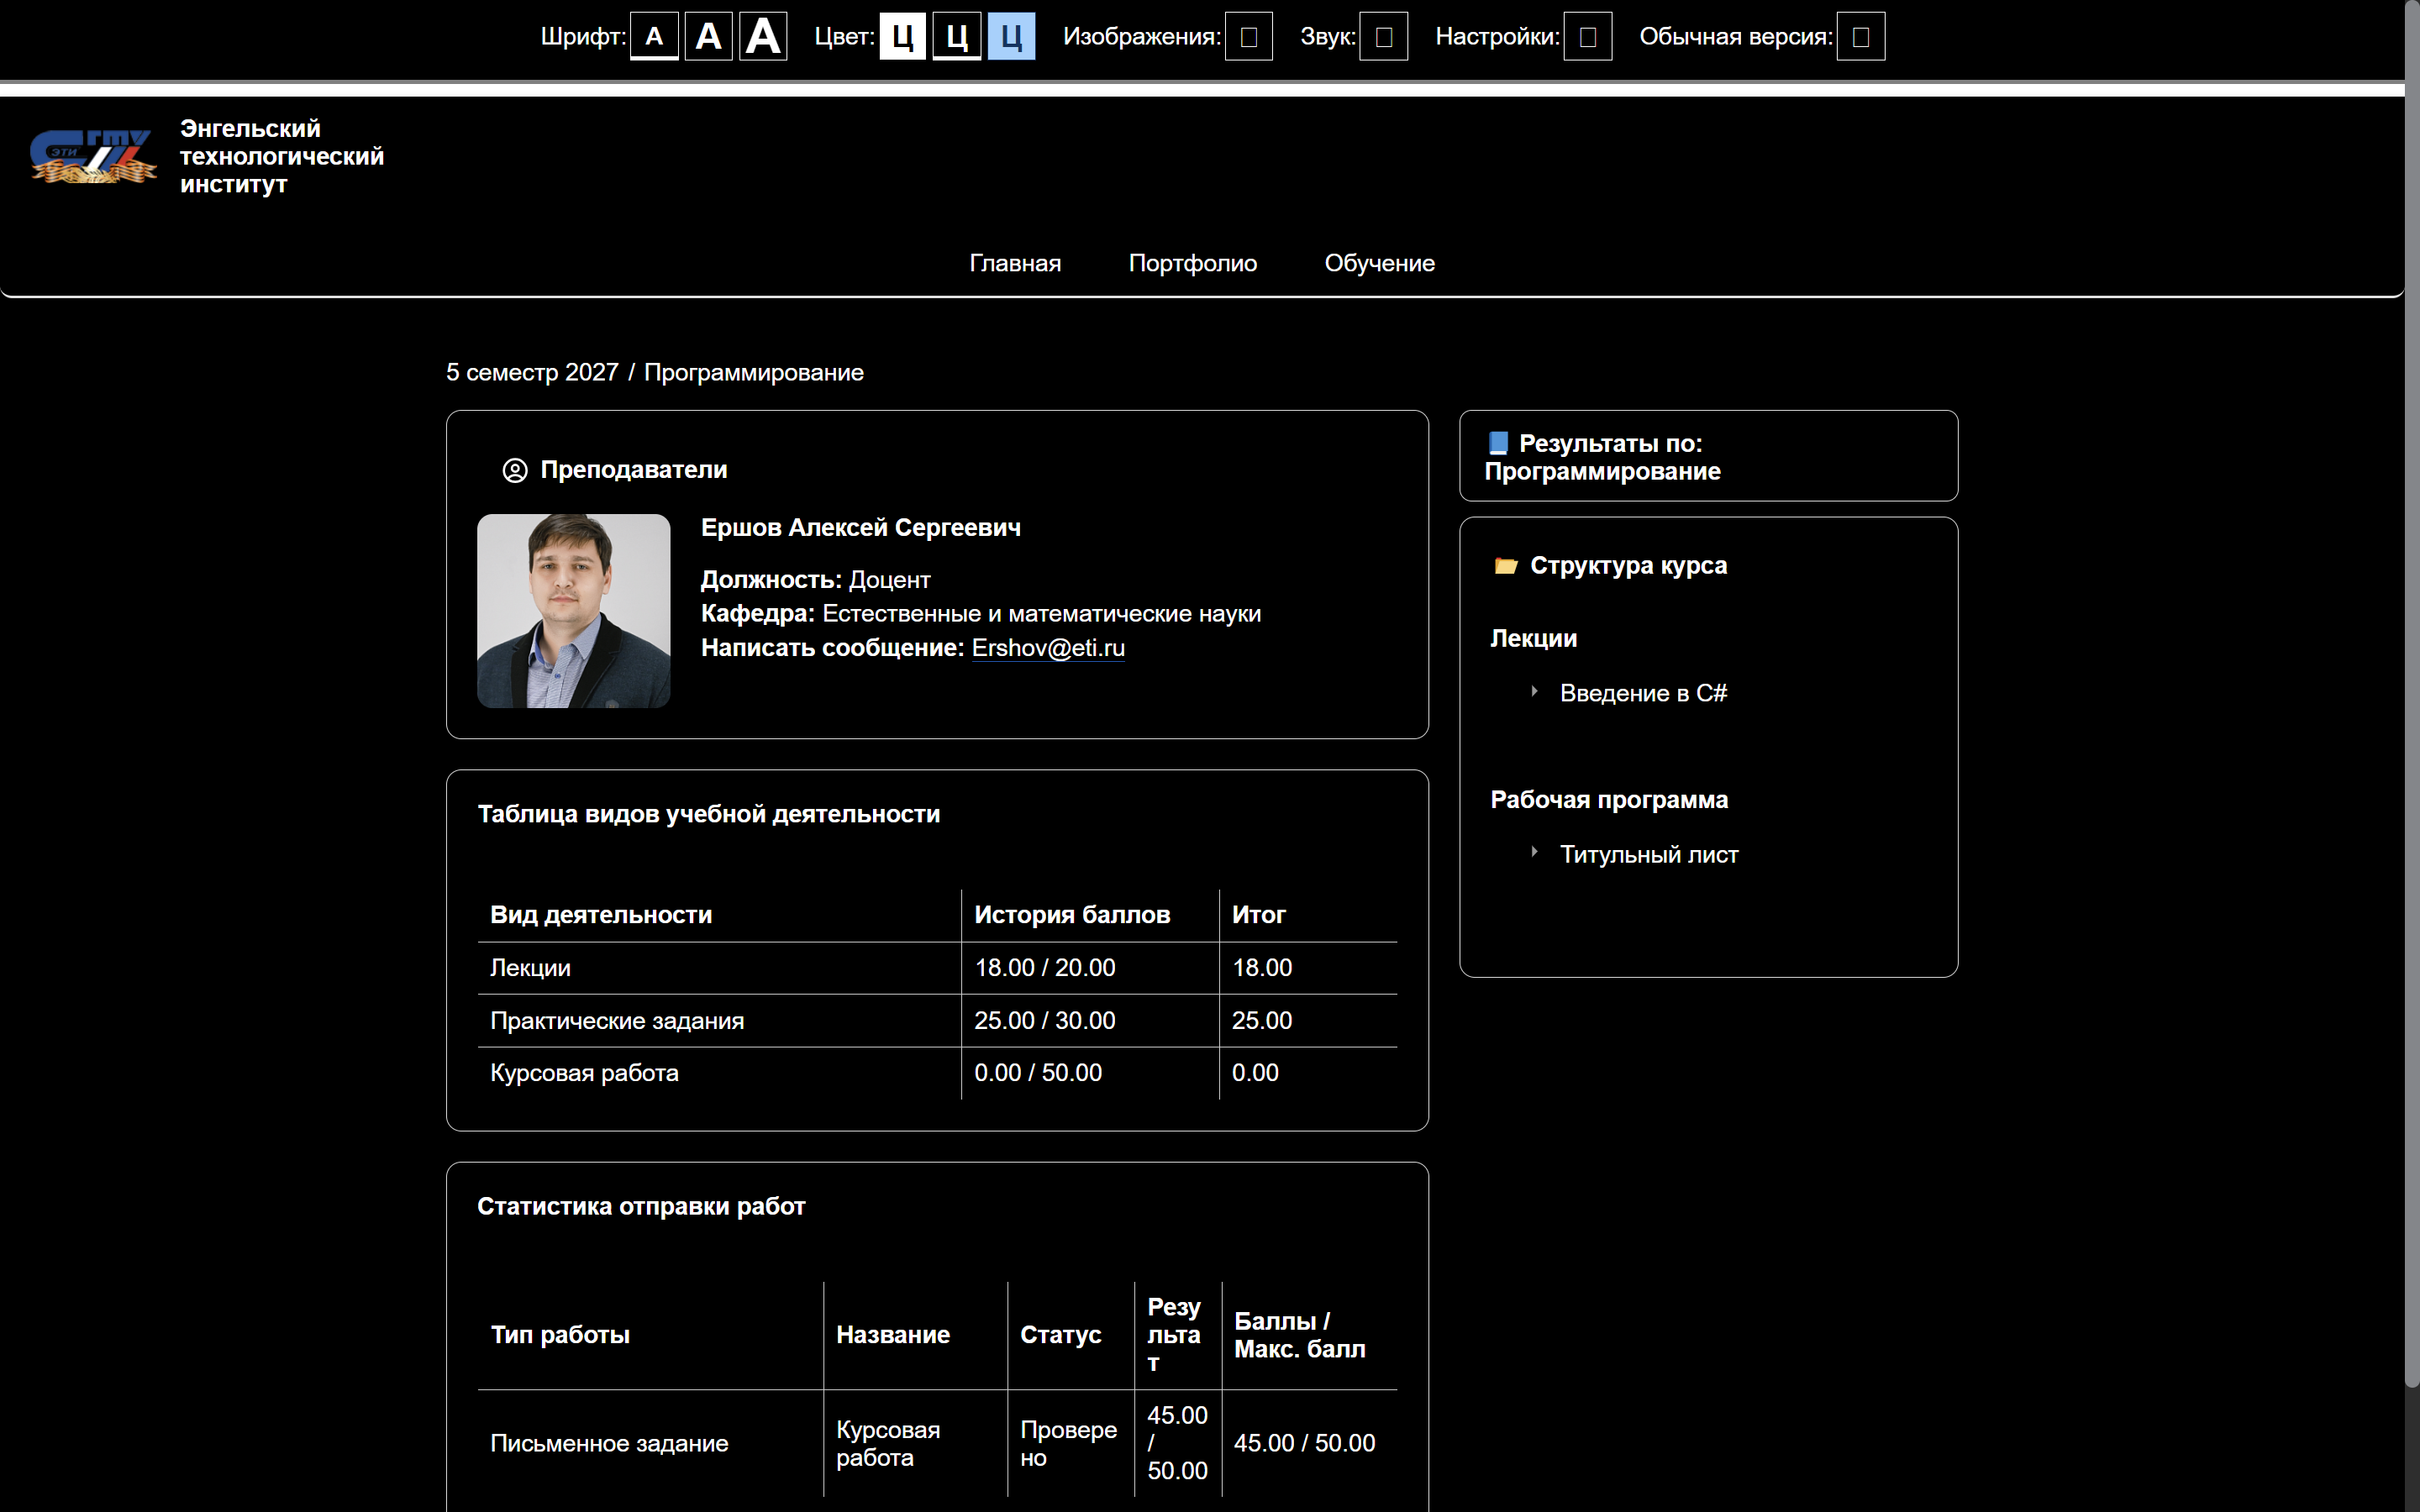 Шрифт: А А А Цвет: Ц Ц Ц Изображения: Звук: Настройки: Обычная версия:
СГТУ
ЭТИ
Энгельский
технологический
институт
Главная Портфолио Обучение
5 семестр 2027 / Программирование
Преподаватели
Ершов Алексей Сергеевич
Должность: Доцент
Кафедра: Естественные и математические науки
Написать сообщение: Ershov@eti.ru
Таблица видов учебной деятельности
Вид деятельности История баллов Итог
Лекции 18.00 / 20.00 18.00
Практические задания 25.00 / 30.00 25.00
Курсовая работа 0.00 / 50.00 0.00
Статистика отправки работ
Тип работы Название Статус Резу
льта
т Баллы /
Макс. балл
Письменное задание Курсовая
работа Провере
но 45.00
/
50.00 45.00 / 50.00
Результаты по:
Программирование
Структура курса
Лекции
Введение в C#
Рабочая программа
Титульный лист